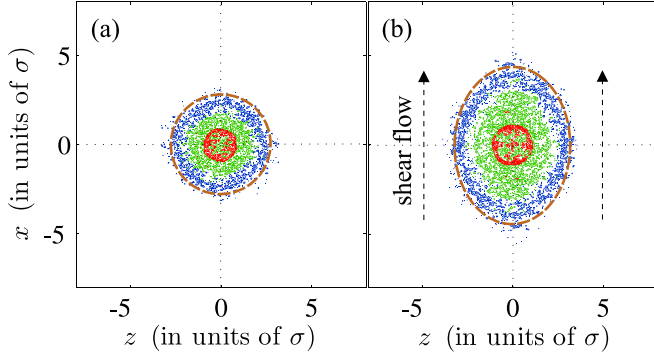 (a)
(b)
x (in units of σ)
5
0
-5
shear flow
-5 0 5
-5 0 5
z (in units of σ)
z (in units of σ)